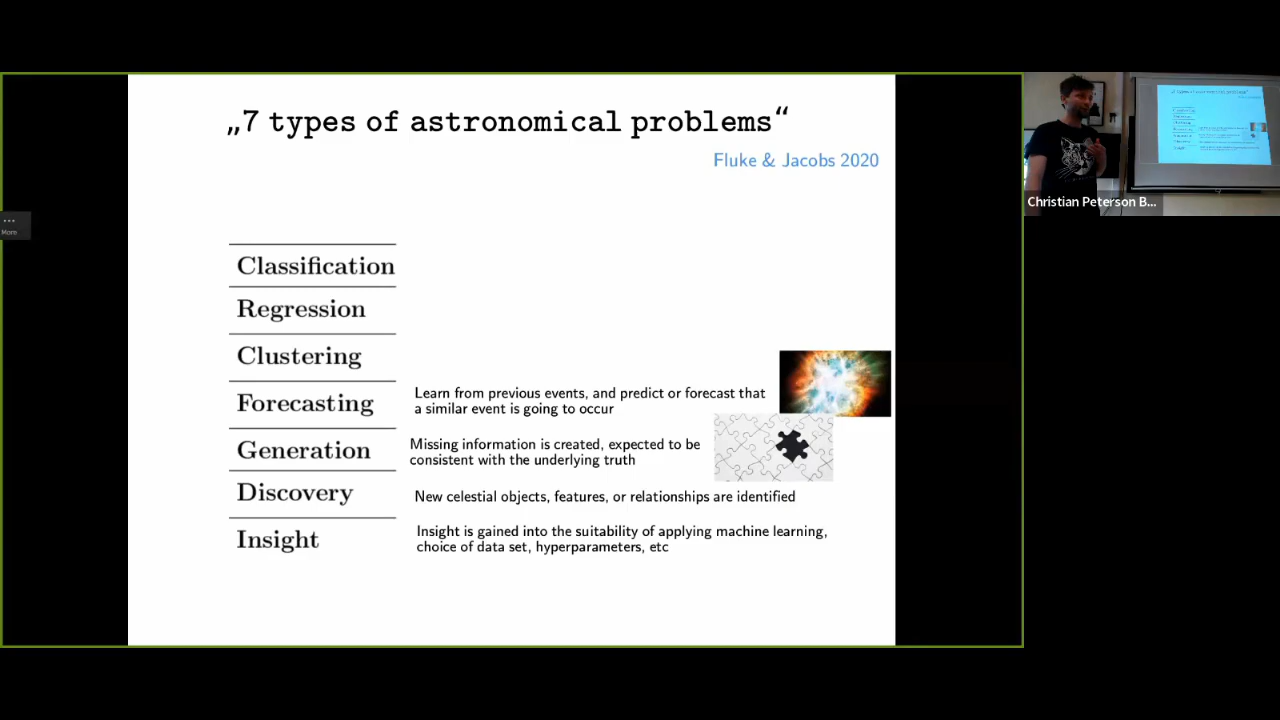 „7 types of astronomical problems“
Fluke & Jacobs 2020
More
Classification
Regression
Clustering
Forecasting
Learn from previous events, and predict or forecast that
a similar event is going to occur
Generation
Missing information is created, expected to be
consistent with the underlying truth
Discovery
New celestial objects, features, or relationships are identified
Insight
Insight is gained into the suitability of applying machine learning,
choice of data set, hyperparameters, etc
Christian Peterson B...